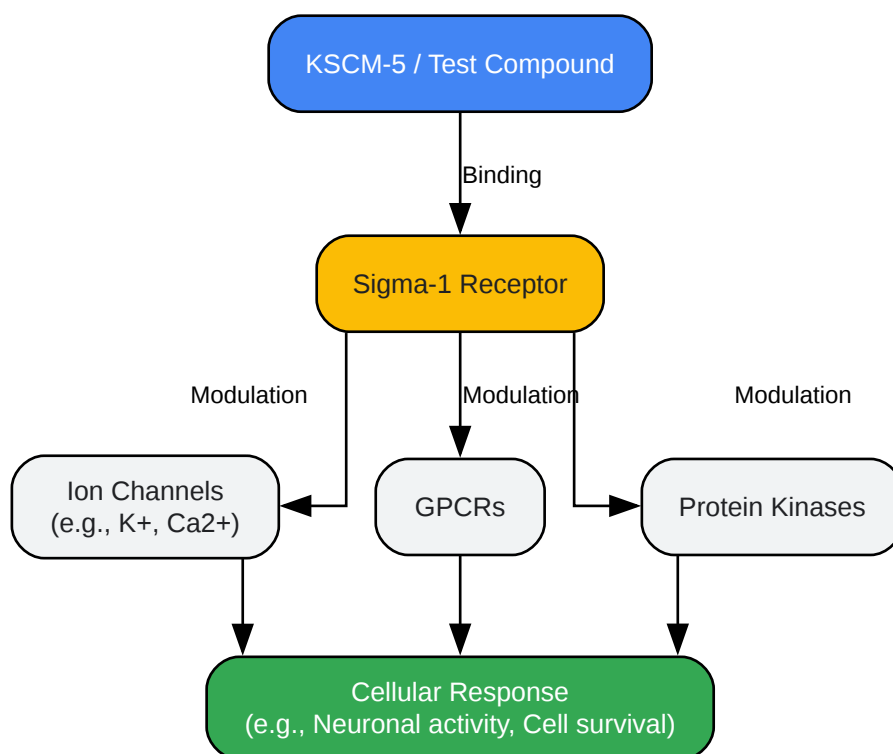 KSCM-5 / Test Compound
Binding
Sigma-1 Receptor
Modulation
Modulation
Modulation
Ion Channels
(e.g., K+, Ca2+)
GPCRs
Protein Kinases
Cellular Response
(e.g., Neuronal activity, Cell survival)